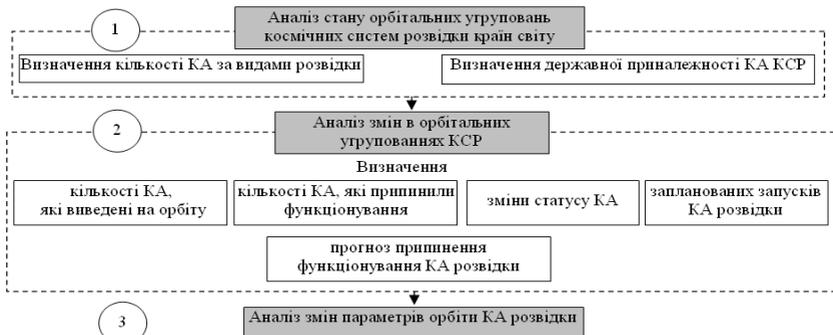 1
Аналіз стану орбітальних угруповань
космічних систем розвідки країн світу
Визначення кількості КА за видами розвідки
Визначення державної приналежності КА КСР
2
Аналіз змін в орбітальних
угрупованнях КСР
Визначення
кількості КА,
які виведені на орбіту
кількості КА, які припинили
функціонування
зміни статусу КА
запланованих запусків
КА розвідки
прогноз припинення
функціонування КА розвідки
3
Аналіз змін параметрів орбіти КА розвідки